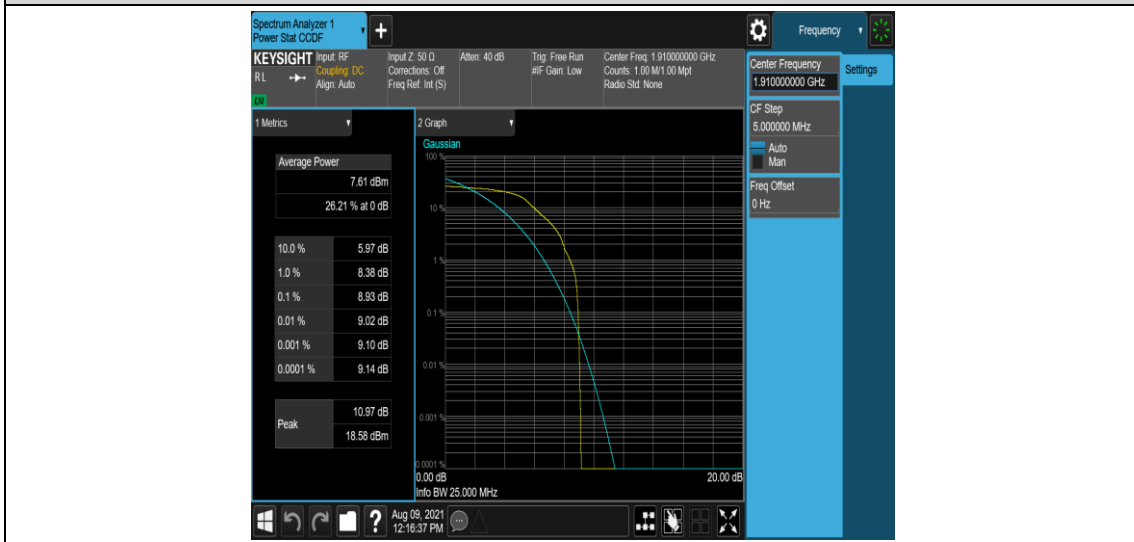 Spectrum Analyzer 1
Power Stat CCDF
+
Frequency
KEYSIGHT
RL
LXI
Input: RF
Coupling: DC
Align: Auto
Input Z: 50 Ω
Corrections: Off
Freq Ref: Int (S)
Atten: 40 dB
Trig: Free Run
#IF Gain: Low
Center Freq: 1.910000000 GHz
Counts: 1.00 M/1.00 Mpt
Radio Std: None
Center Frequency
1.910000000 GHz
Settings
CF Step
5.000000 MHz
Auto
Man
Freq Offset
0 Hz
1 Metrics
Average Power
7.61 dBm
26.21 % at 0 dB
10.0 % 5.97 dB
1.0 % 8.38 dB
0.1 % 8.93 dB
0.01 % 9.02 dB
0.001 % 9.10 dB
0.0001 % 9.14 dB
Peak
10.97 dB
18.58 dBm
2 Graph
Gaussian
100 %
10 %
1 %
0.1 %
0.01 %
0.001 %
0.0001 %
0.00 dB 20.00 dB
Info BW 25.000 MHz
?
Aug 09, 2021
12:16:37 PM